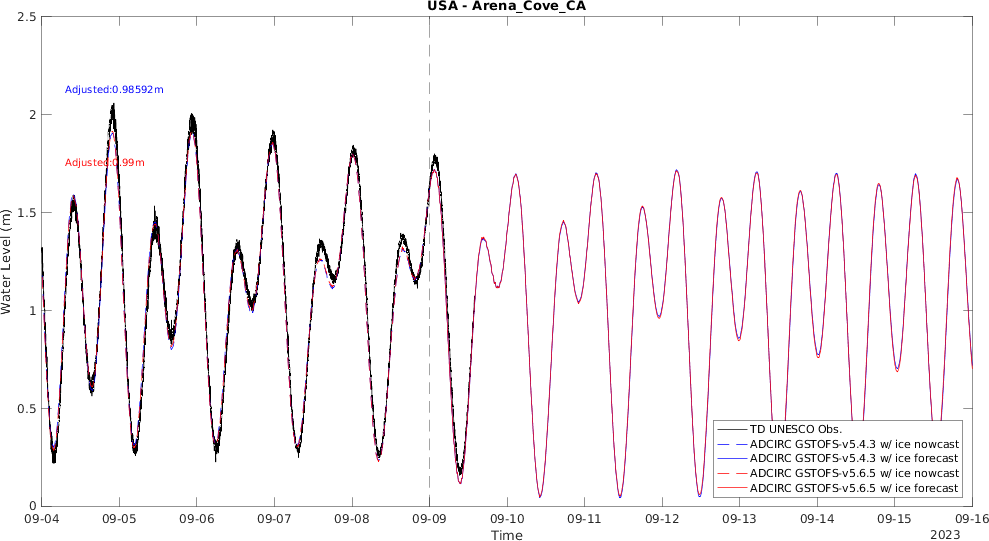 USA - Arena_Cove_CA
2.5
2
1.5
1
0.5
0
Water Level (m)
Adjusted:0.98592m
Adjusted:0.99m
TD UNESCO Obs.
ADCIRC GSTOFS-v5.4.3 w/ ice nowcast
ADCIRC GSTOFS-v5.4.3 w/ ice forecast
ADCIRC GSTOFS-v5.6.5 w/ ice nowcast
ADCIRC GSTOFS-v5.6.5 w/ ice forecast
09-04 09-05 09-06 09-07 09-08 09-09 09-10 09-11 09-12 09-13 09-14 09-15 09-16
Time
2023